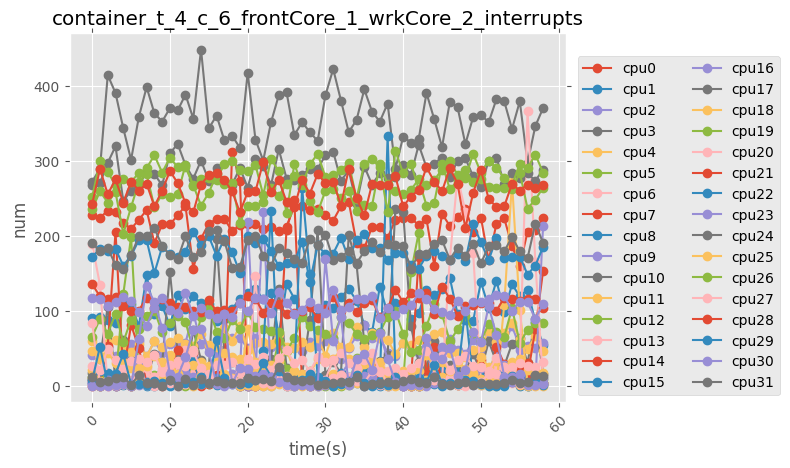 container_t_4_c_6_frontCore_1_wrkCore_2_interrupts
num
400
300
200
100
0
0
10
20
30
40
50
60
time(s)
cpu0
cpu1
cpu2
cpu3
cpu4
cpu5
cpu6
cpu7
cpu8
cpu9
cpu10
cpu11
cpu12
cpu13
cpu14
cpu15
cpu16
cpu17
cpu18
cpu19
cpu20
cpu21
cpu22
cpu23
cpu24
cpu25
cpu26
cpu27
cpu28
cpu29
cpu30
cpu31